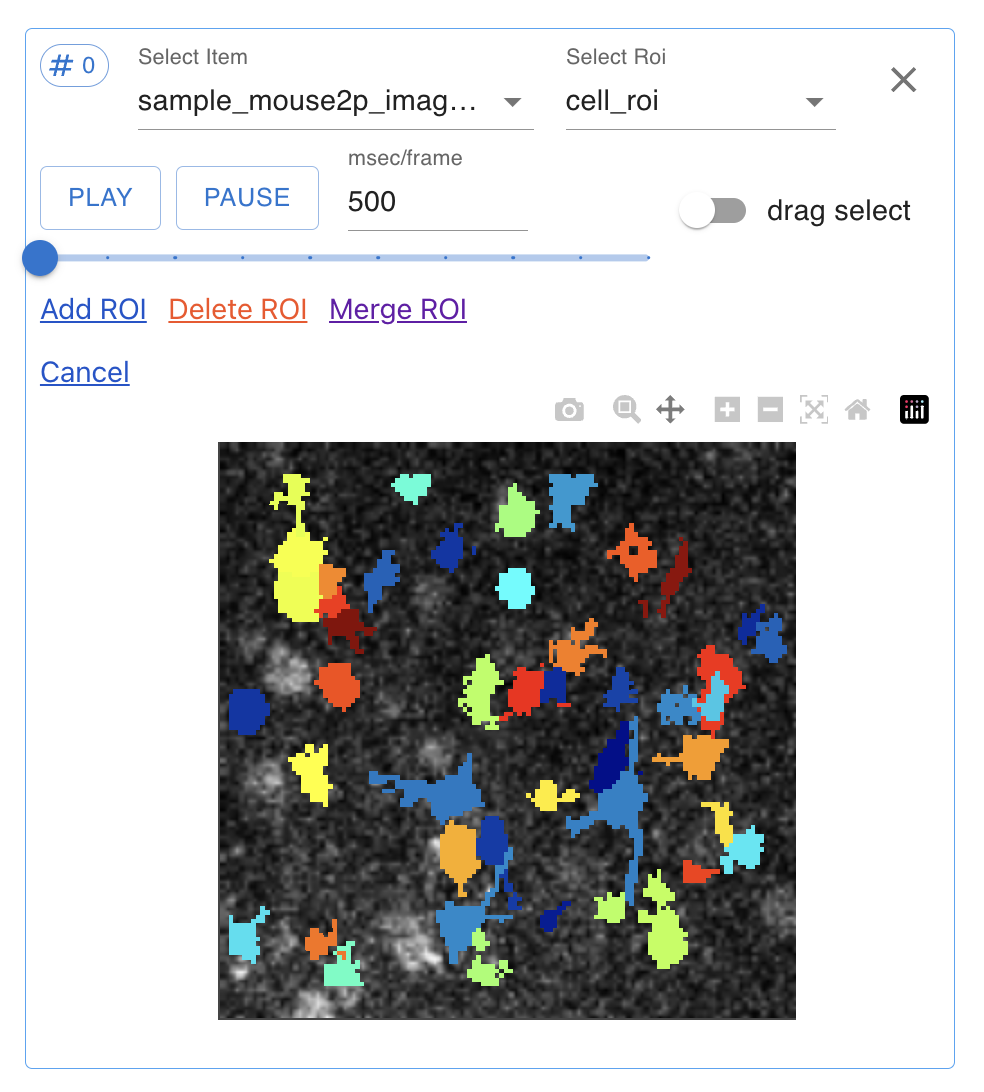 # 0
Select Item
Select Roi
sample_mouse2p_imag...
cell_roi
msec/frame
PLAY
PAUSE
500
drag select
Add ROI
Delete ROI
Merge ROI
Cancel